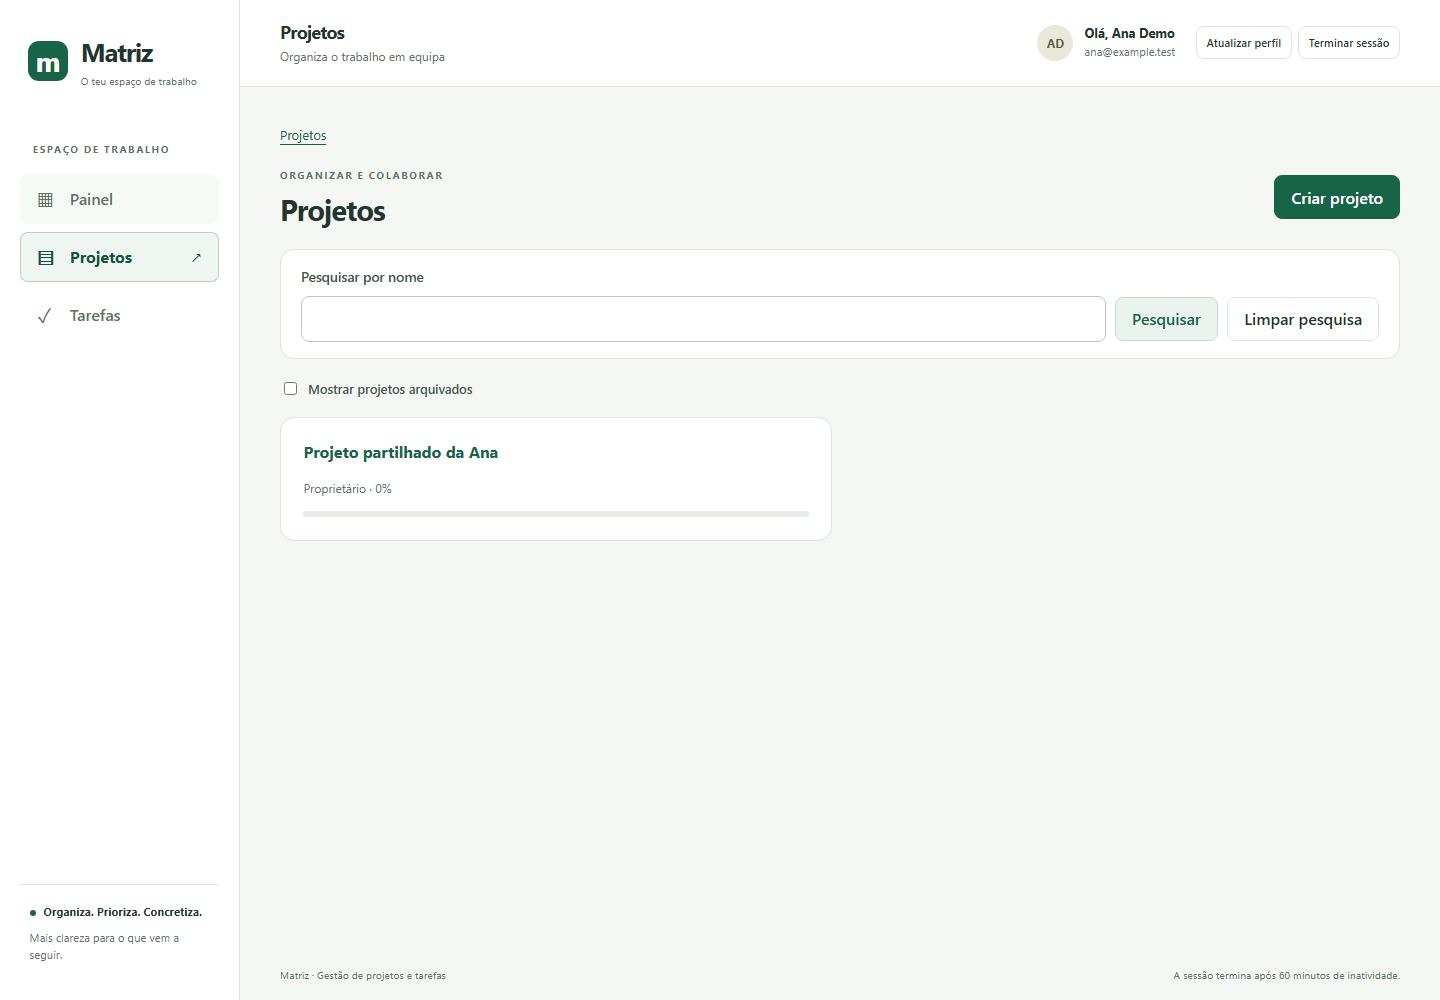 m
Matriz
O teu espaço de trabalho
ESPAÇO DE TRABALHO
Painel
Projetos
Tarefas
Organiza. Prioriza. Concretiza.
Mais clareza para o que vem a
seguir.
Projetos
Organiza o trabalho em equipa
AD
Olá, Ana Demo
ana@example.test
Atualizar perfil
Terminar sessão
Projetos
ORGANIZAR E COLABORAR
Projetos
Criar projeto
Pesquisar por nome
Pesquisar
Limpar pesquisa
Mostrar projetos arquivados
Projeto partilhado da Ana
Proprietário · 0%
Matriz · Gestão de projetos e tarefas
A sessão termina após 60 minutos de inatividade.